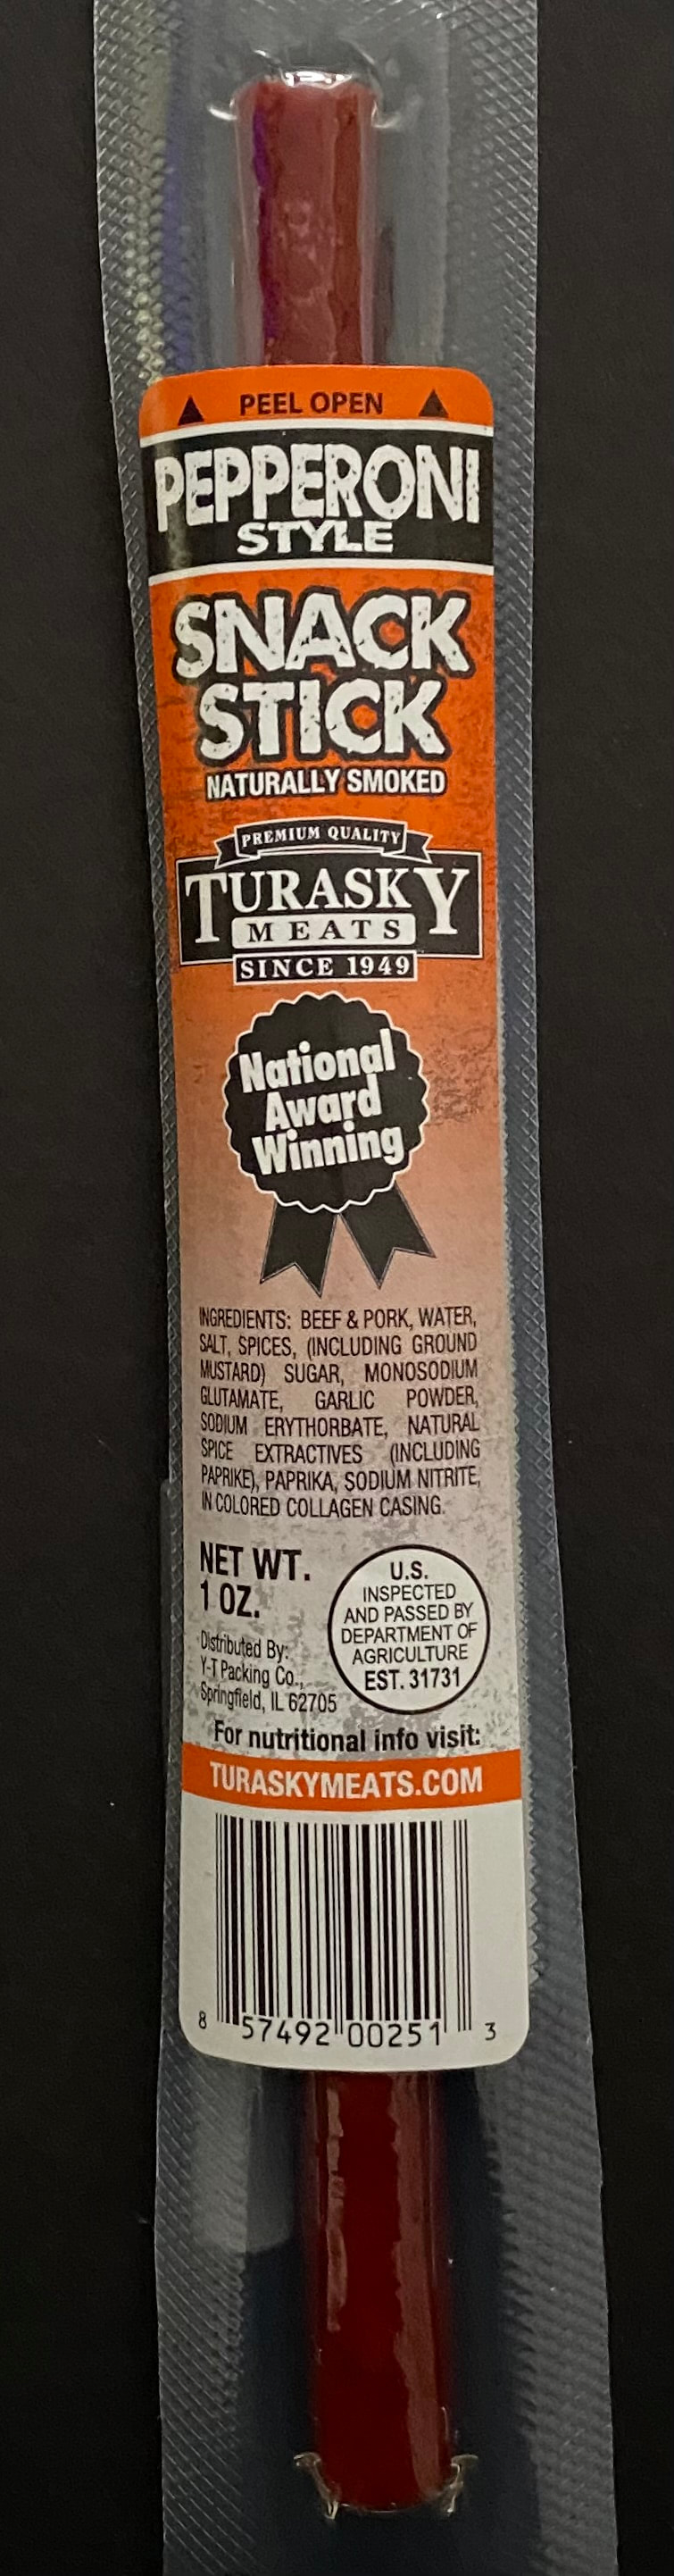 PEEL OPEN
PEPPERONI
STYLE
SNACK
STICK
NATURALLY SMOKED
PREMIUM QUALITY
TURASKY
MEATS
SINCE 1949
National
Award
Winning
INGREDIENTS: BEEF & PORK, WATER,
SALT, SPICES, (INCLUDING GROUND
MUSTARD) SUGAR, MONOSODIUM
GLUTAMATE, GARLIC POWDER,
SODIUM ERYTHORBATE, NATURAL
SPICE EXTRACTIVES (INCLUDING
PAPRIKE), PAPRIKA, SODIUM NITRITE,
IN COLORED COLLAGEN CASING.
NET WT.
1 OZ.
Distributed By:
Y-T Packing Co.,
Springfield, IL 62705
U.S.
INSPECTED
AND PASSED BY
DEPARTMENT OF
AGRICULTURE
EST. 31731
For nutritional info visit:
TURASKYMEATS.COM
8 57492 00251 3